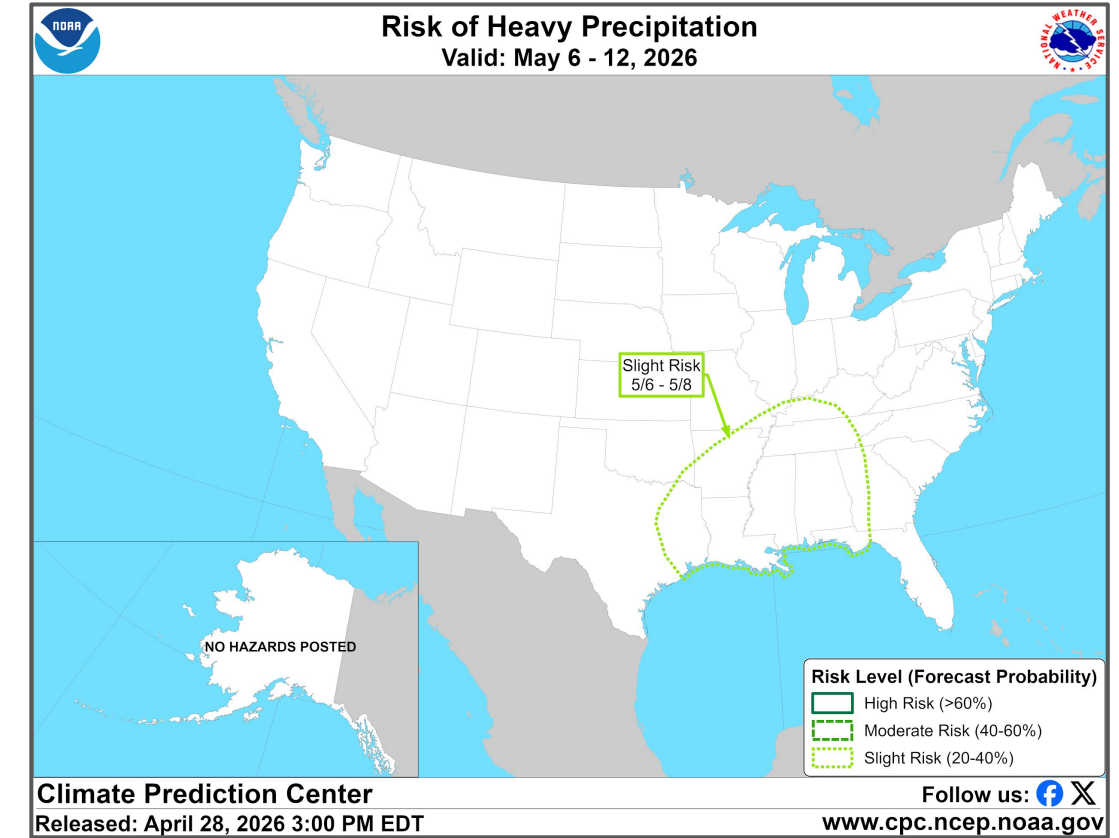 NOAA
Risk of Heavy Precipitation
Valid: May 6 - 12, 2026
NATIONAL WEATHER SERVICE
Slight Risk
5/6 - 5/8
NO HAZARDS POSTED
Risk Level (Forecast Probability)
High Risk (>60%)
Moderate Risk (40-60%)
Slight Risk (20-40%)
Climate Prediction Center
Follow us:
Released: April 28, 2026 3:00 PM EDT
www.cpc.ncep.noaa.gov